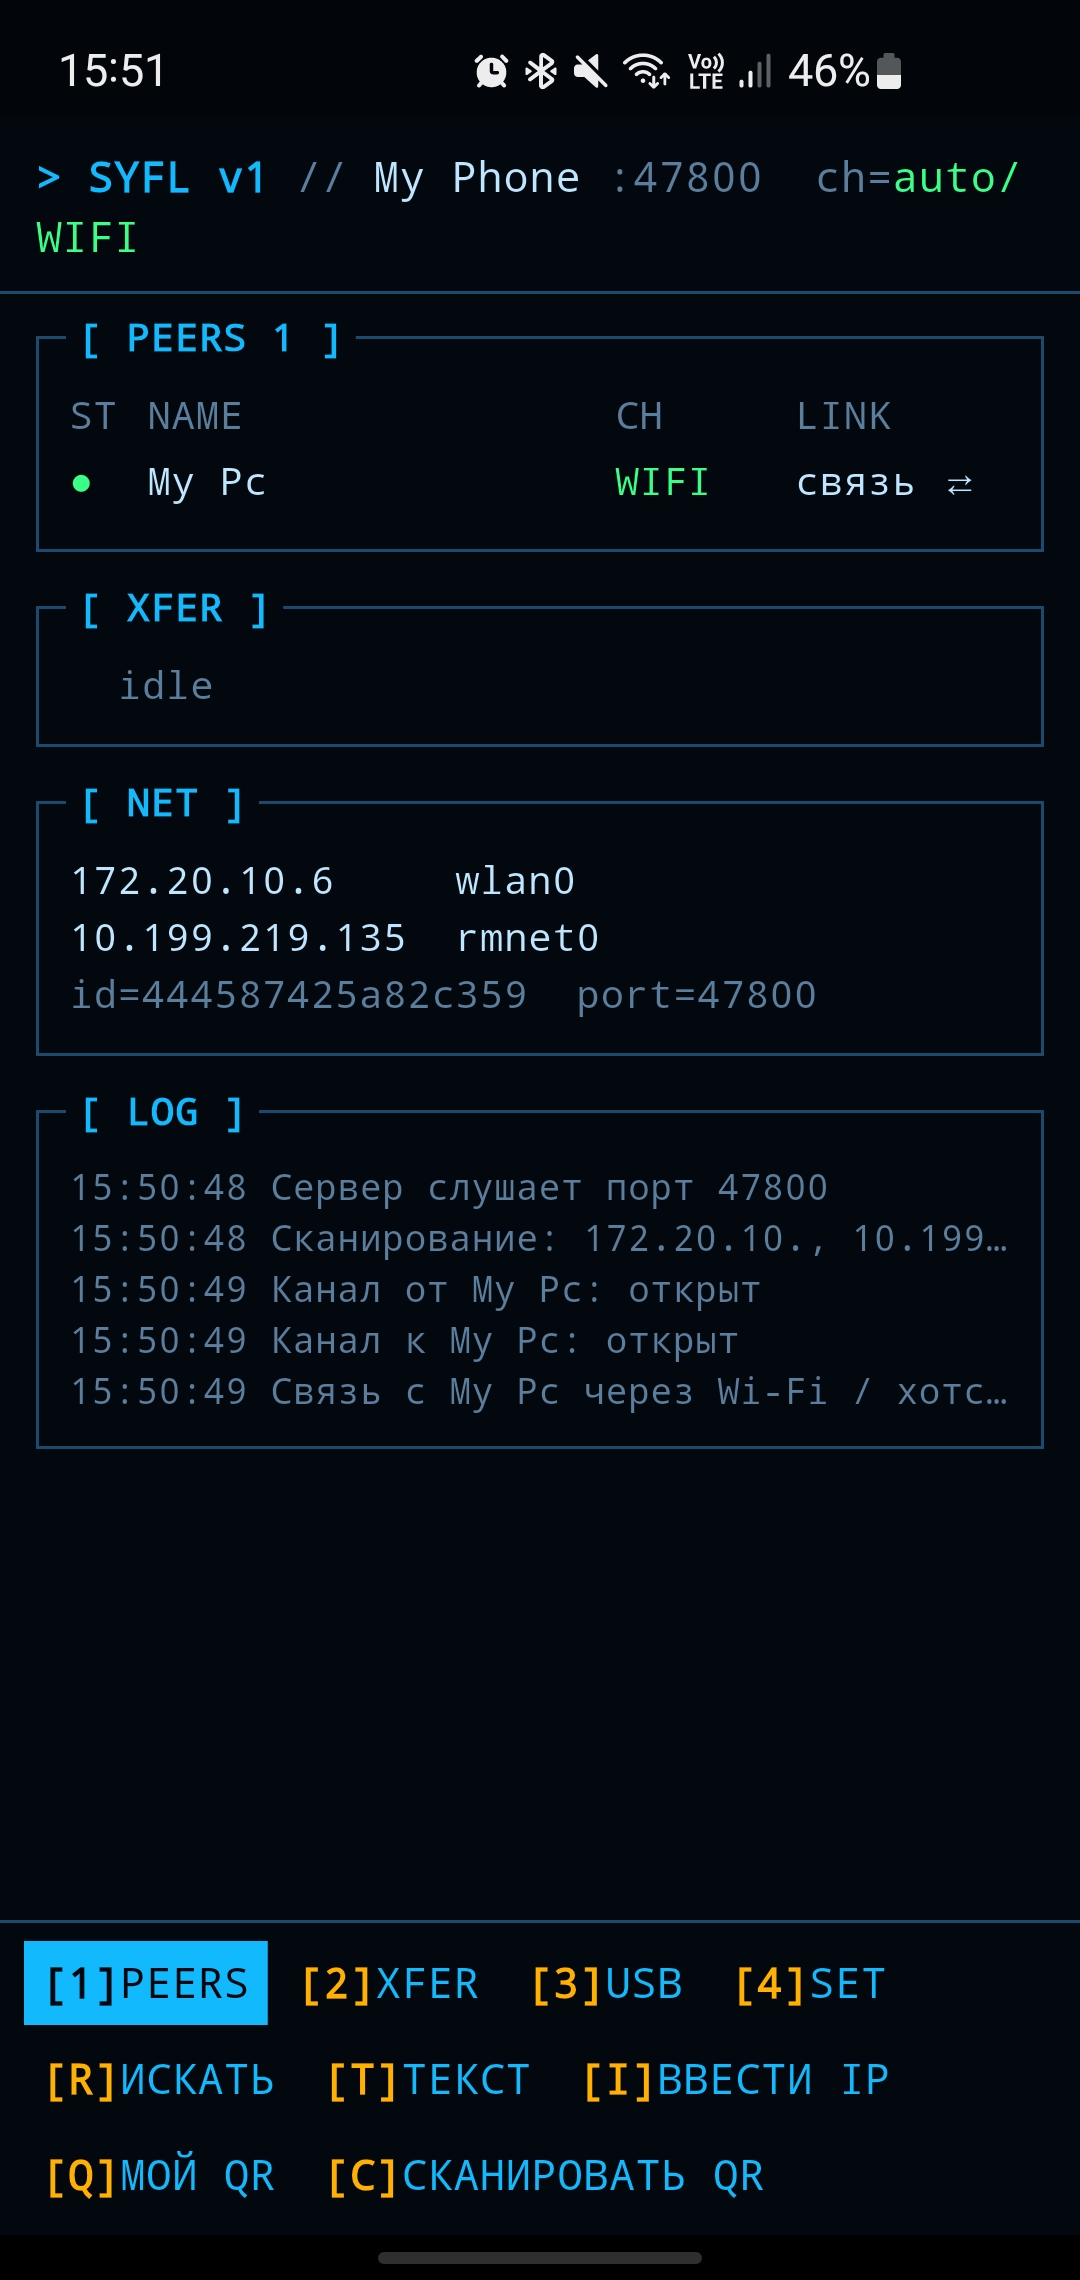 15:51 Vo)) LTE 46%
> SYFL v1 // My Phone :47800 ch=auto/
WIFI
[ PEERS 1 ]
ST NAME CH LINK
● My Pc WIFI связь ⇄
[ XFER ]
idle
[ NET ]
172.20.10.6 wlan0
10.199.219.135 rmnet0
id=444587425a82c359 port=47800
[ LOG ]
15:50:48 Сервер слушает порт 47800
15:50:48 Сканирование: 172.20.10., 10.199…
15:50:49 Канал от My Pc: открыт
15:50:49 Канал к My Pc: открыт
15:50:49 Связь с My Pc через Wi-Fi / хотс…
[1]PEERS [2]XFER [3]USB [4]SET
[R]ИСКАТЬ [T]ТЕКСТ [I]ВВЕСТИ IP
[Q]МОЙ QR [C]СКАНИРОВАТЬ QR